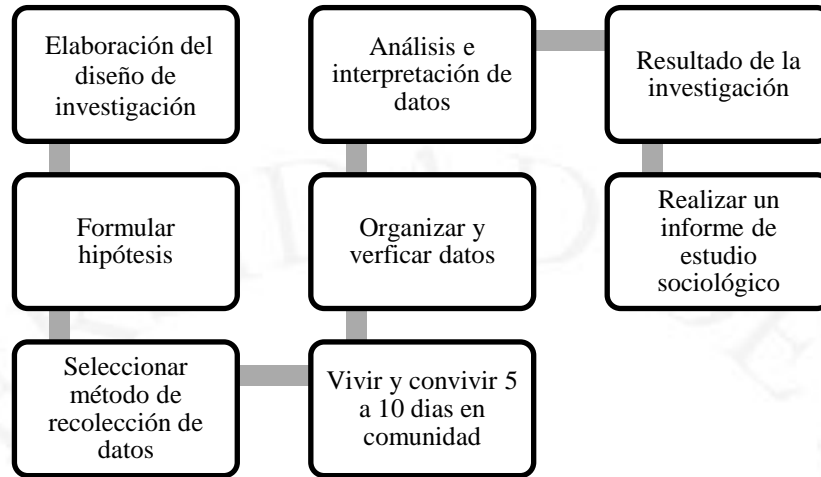 Elaboración del
diseño de
investigación
Formular
hipótesis
Seleccionar
método de
recolección de
datos
Vivir y convivir 5
a 10 dias en
comunidad
Organizar y
verficar datos
Análisis e
interpretación de
datos
Resultado de la
investigación
Realizar un
informe de
estudio
sociológico